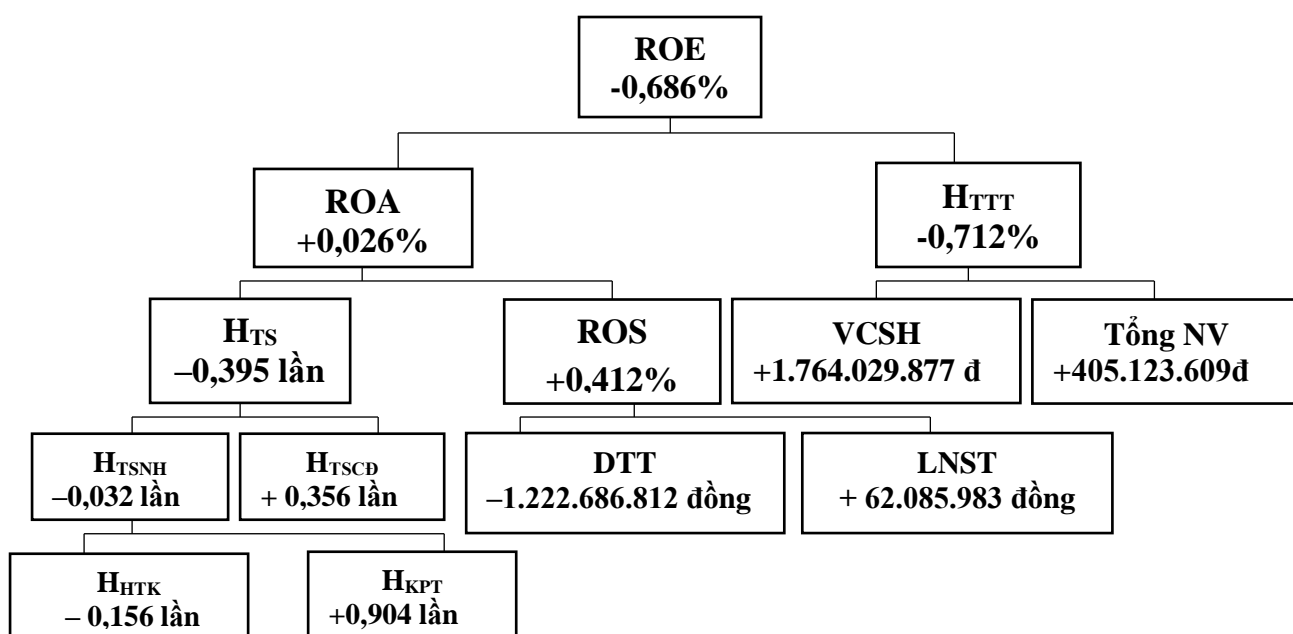 ROE
-0,686%
ROA
+0,026%
HTTT
-0,712%
HTS
–0,395 lần
ROS
+0,412%
VCSH
+1.764.029.877 đ
Tổng NV
+405.123.609đ
HTSNH
–0,032 lần
HTSCĐ
+ 0,356 lần
DTT
–1.222.686.812 đồng
LNST
+ 62.085.983 đồng
HHTK
– 0,156 lần
HKPT
+0,904 lần